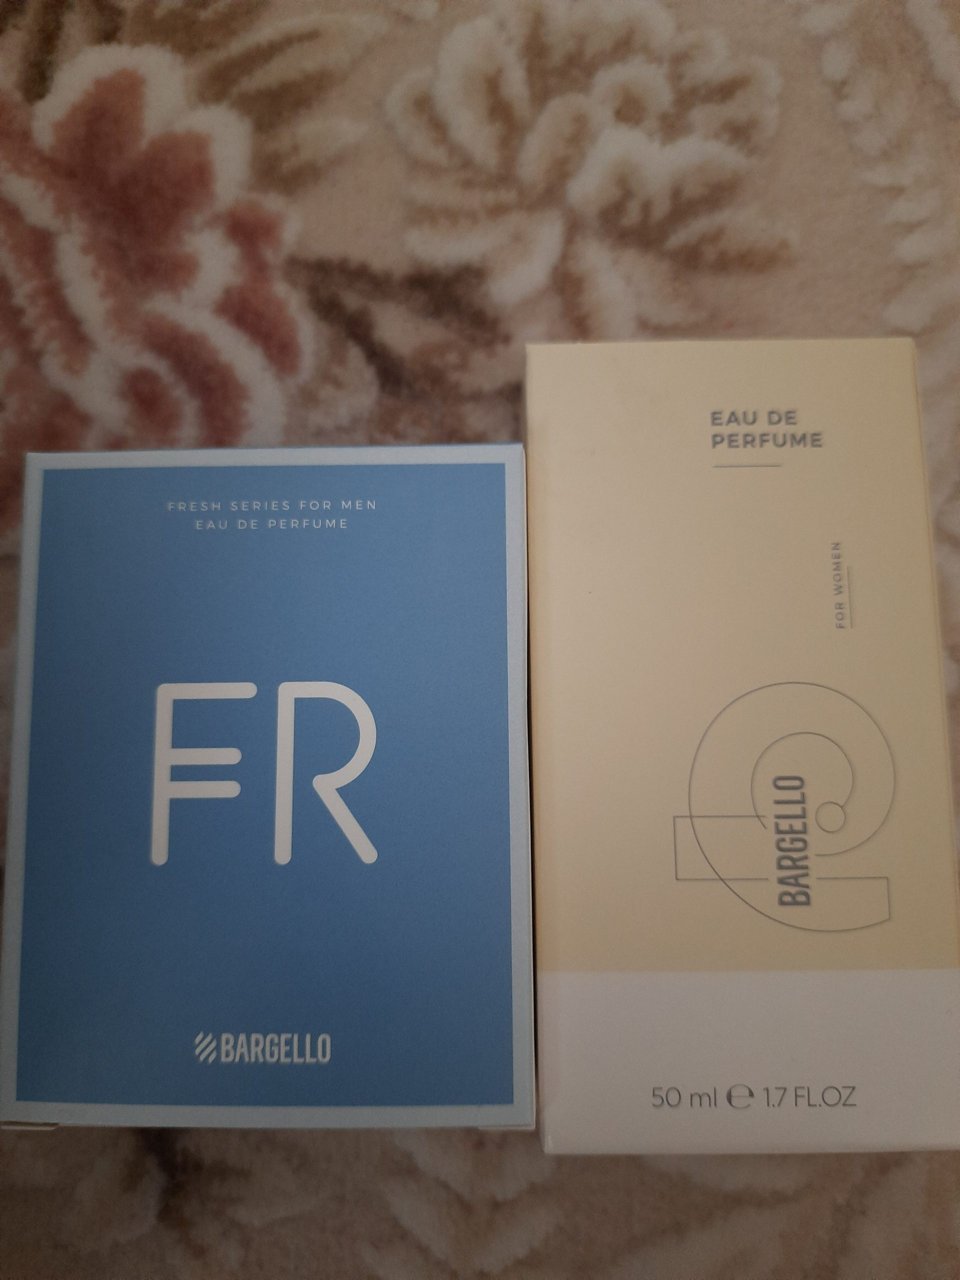 FRESH SERIES FOR MEN
EAU DE PERFUME
FR
BARGELLO
EAU DE
PERFUME
FOR WOMEN
BARGELLO
50 ml ℮ 1.7 FL.OZ